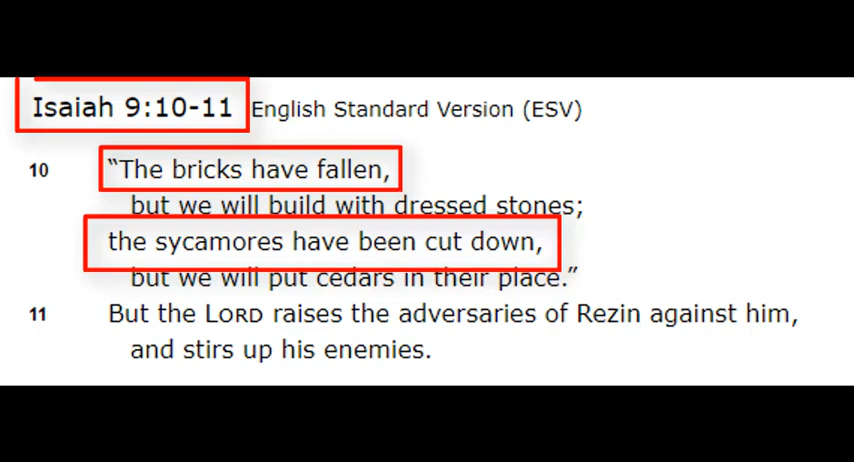 Isaiah 9:10-11 English Standard Version (ESV)
10 “The bricks have fallen,
but we will build with dressed stones;
the sycamores have been cut down,
but we will put cedars in their place.”
11 But the LORD raises the adversaries of Rezin against him,
and stirs up his enemies.